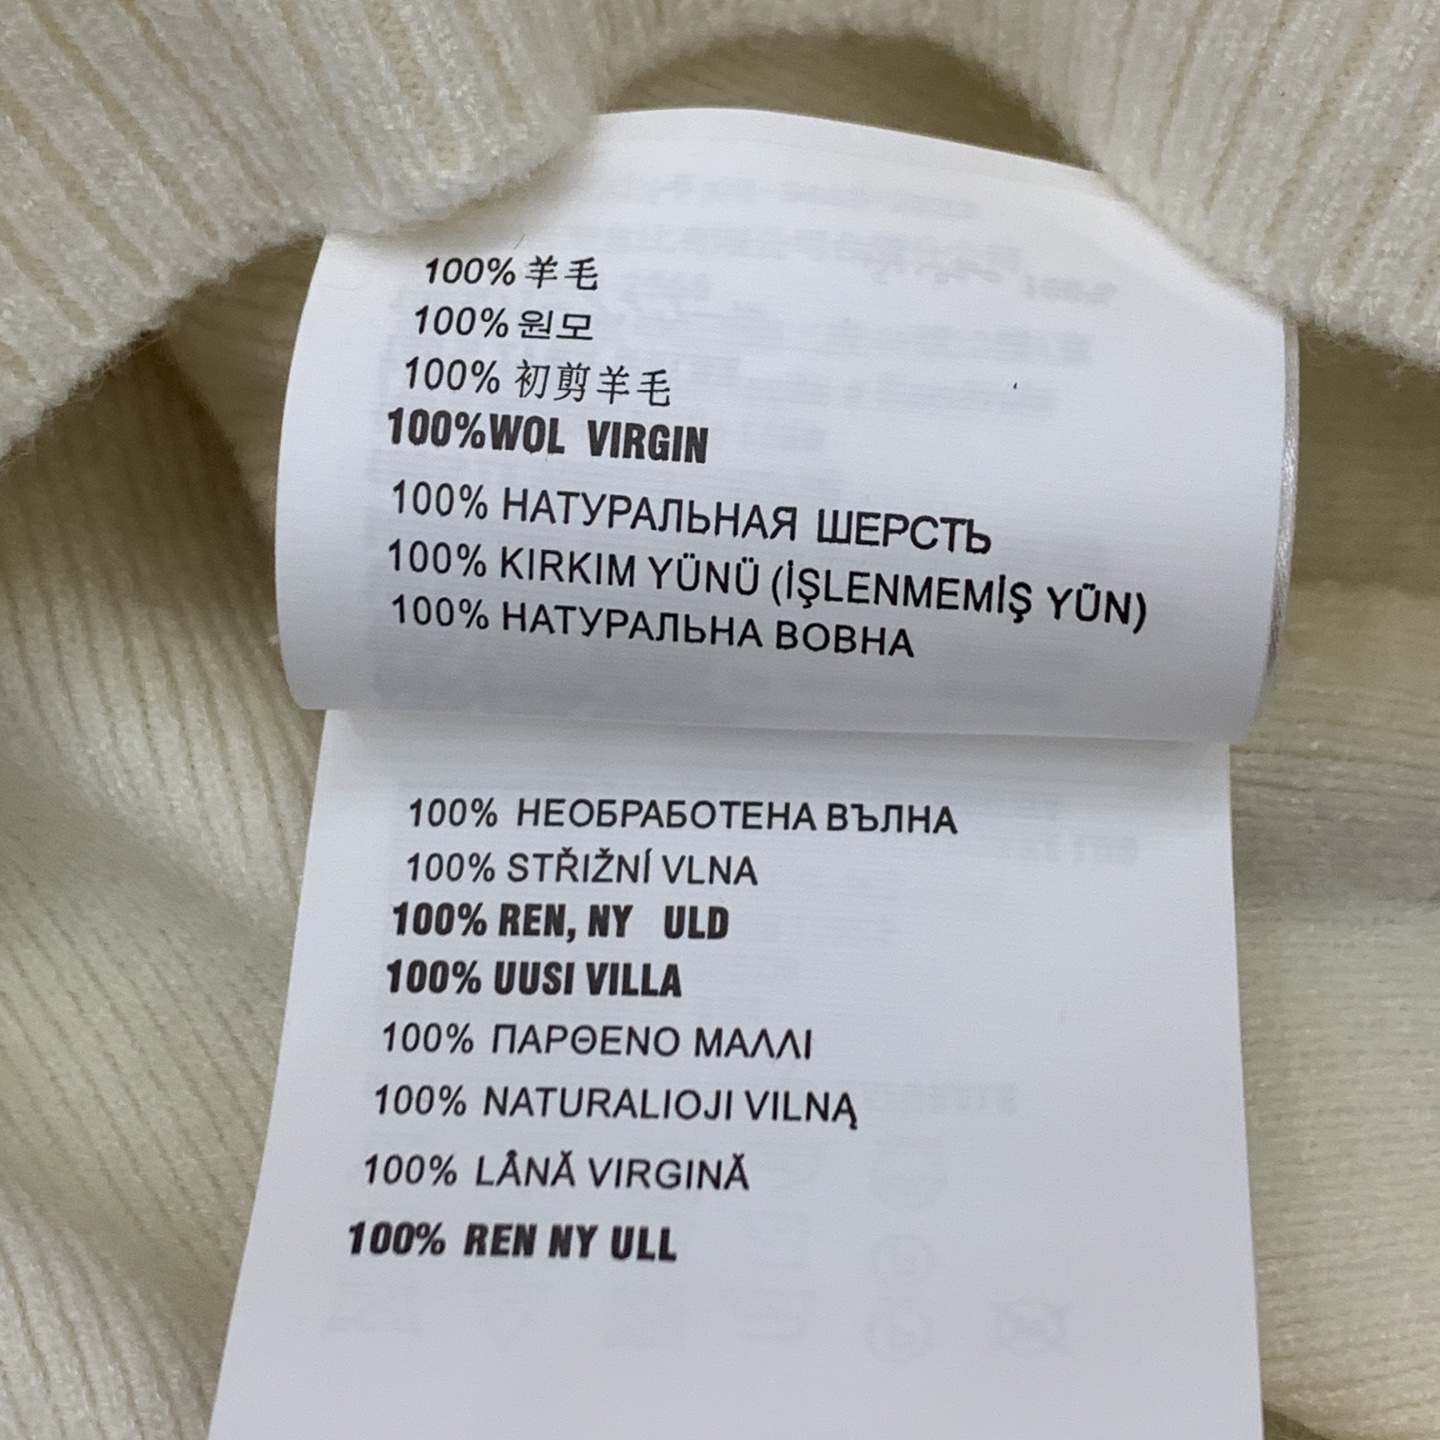 100%羊毛
100%원모
100% 初剪羊毛
100%WOL VIRGIN
100% НАТУРАЛЬНАЯ ШЕРСТЬ
100% KIRKIM YÜNÜ (İŞLENMEMİŞ YÜN)
100% НАТУРАЛЬНА ВОВНА
100% НЕОБРАБОТЕНА ВЪЛНА
100% STŘIŽNÍ VLNA
100% REN, NY ULD
100% UUSI VILLA
100% ΠΑΡΘΕΝΟ ΜΑΛΛΙ
100% NATURALIOJI VILNĄ
100% LÂNĂ VIRGINĂ
100% REN NY ULL